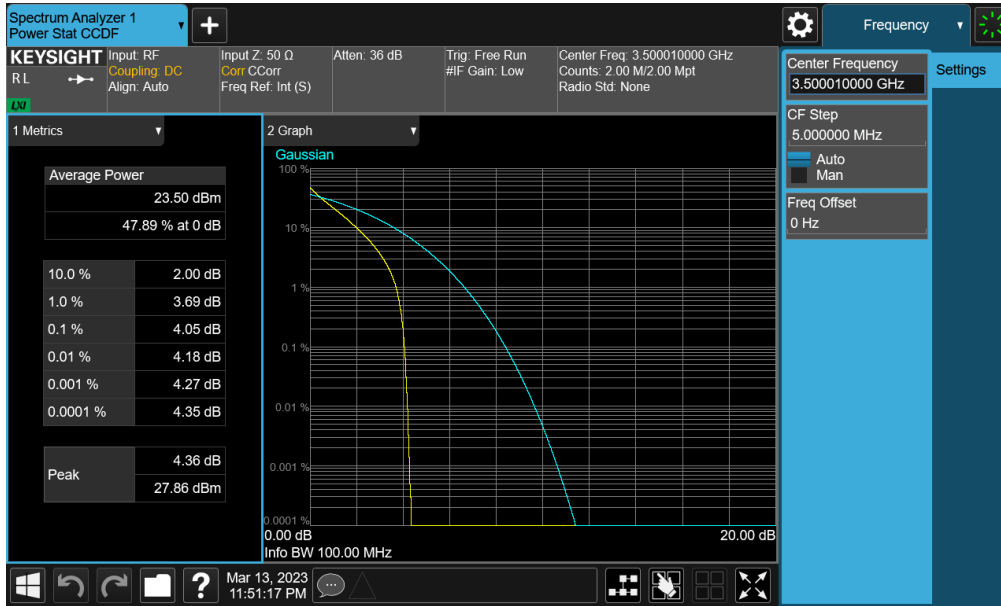 Spectrum Analyzer 1
Power Stat CCDF
+
Frequency
KEYSIGHT
R L
LXI
Input: RF
Coupling: DC
Align: Auto
Input Z: 50 Ω
Corr CCorr
Freq Ref: Int (S)
Atten: 36 dB
Trig: Free Run
#IF Gain: Low
Center Freq: 3.500010000 GHz
Counts: 2.00 M/2.00 Mpt
Radio Std: None
Center Frequency
3.500010000 GHz
Settings
CF Step
5.000000 MHz
Auto
Man
Freq Offset
0 Hz
1 Metrics
Average Power
23.50 dBm
47.89 % at 0 dB
10.0 % 2.00 dB
1.0 % 3.69 dB
0.1 % 4.05 dB
0.01 % 4.18 dB
0.001 % 4.27 dB
0.0001 % 4.35 dB
Peak
4.36 dB
27.86 dBm
2 Graph
Gaussian
100 %
10 %
1 %
0.1 %
0.01 %
0.001 %
0.0001 %
0.00 dB 20.00 dB
Info BW 100.00 MHz
?
Mar 13, 2023
11:51:17 PM